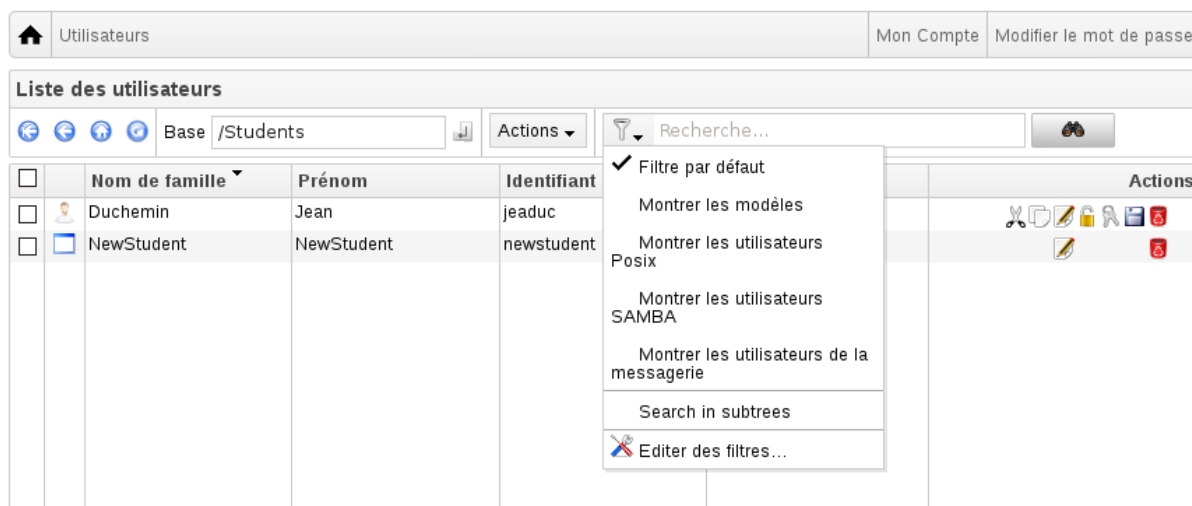 Utilisateurs
Mon Compte
Modifier le mot de passe
Liste des utilisateurs
Base
/Students
Actions
Recherche...
Nom de famille
Prénom
Identifiant
Actions
Duchemin
Jean
jeaduc
NewStudent
NewStudent
newstudent
Filtre par défaut
Montrer les modèles
Montrer les utilisateurs
Posix
Montrer les utilisateurs
SAMBA
Montrer les utilisateurs de la
messagerie
Search in subtrees
Editer des filtres...